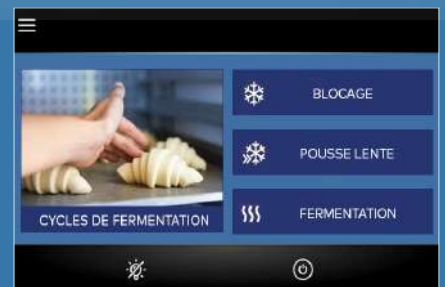 BLOCAGE
POUSSE LENTE
CYCLES DE FERMENTATION
FERMENTATION